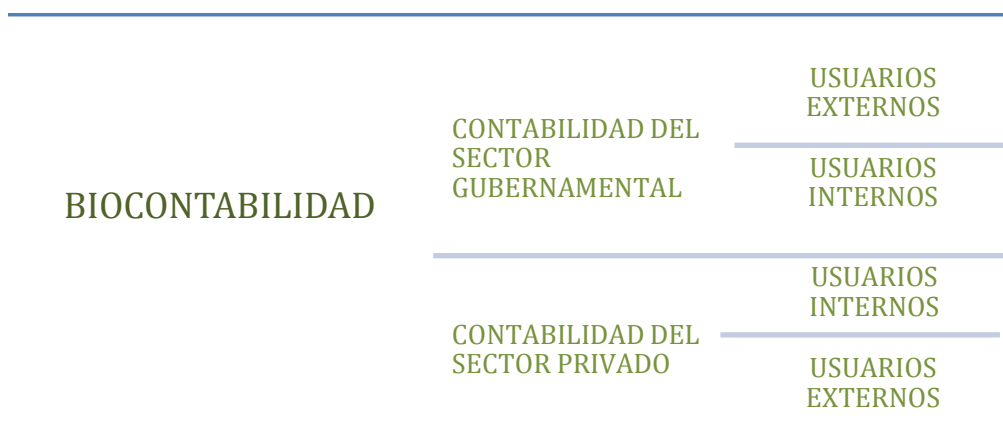 BIOCONTABILIDAD
CONTABILIDAD DEL
SECTOR
GUBERNAMENTAL
USUARIOS
EXTERNOS
USUARIOS
INTERNOS
CONTABILIDAD DEL
SECTOR PRIVADO
USUARIOS
INTERNOS
USUARIOS
EXTERNOS